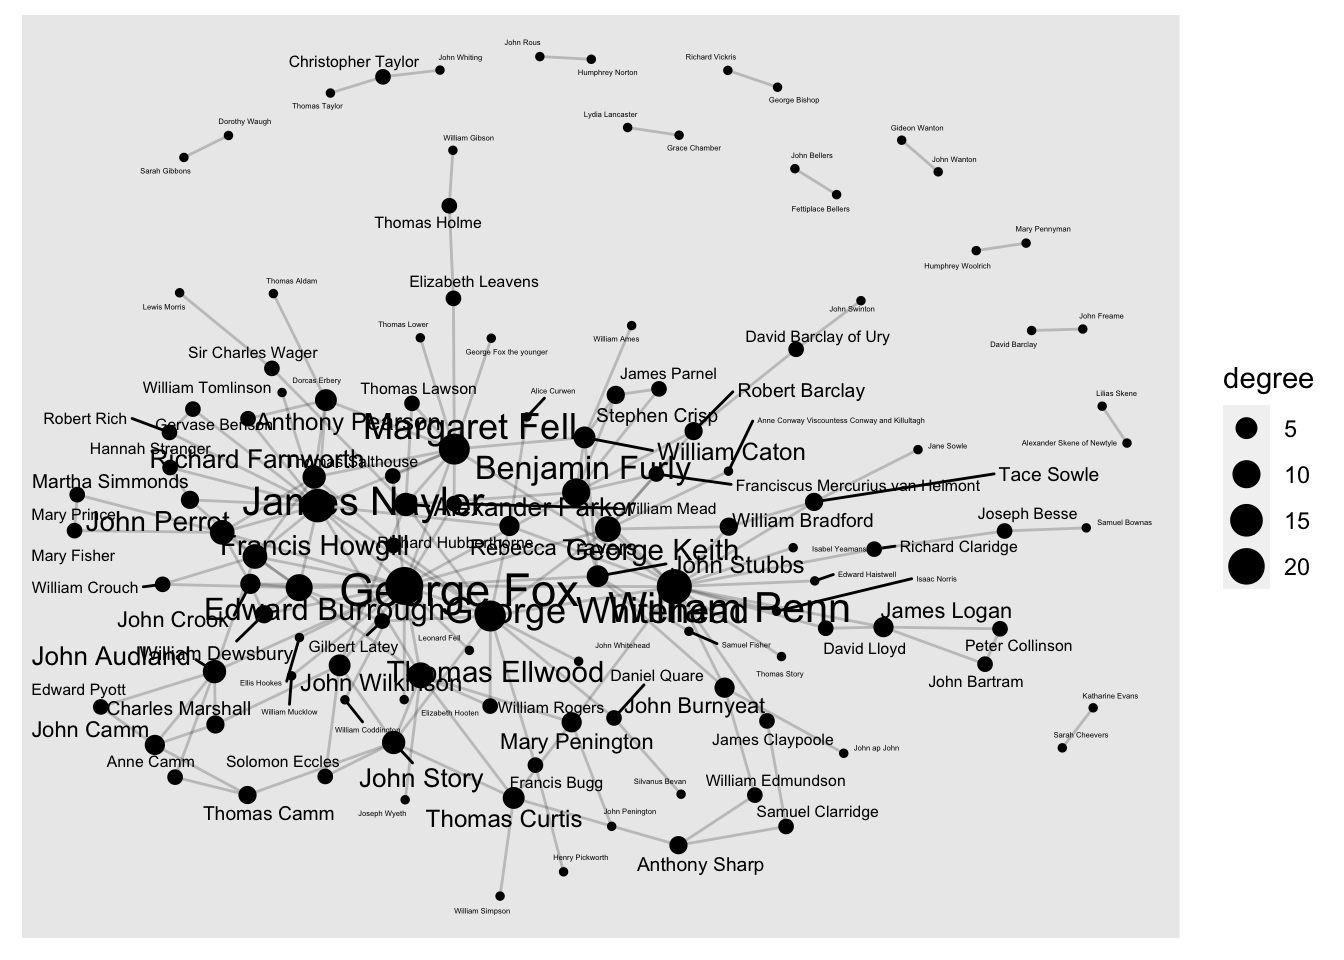 John Rous
Christopher Taylor
John Whiting
Richard Vickris
Humphrey Norton
George Bishop
Thomas Taylor
Lydia Lancaster
Dorothy Waugh
Gideon Wanton
William Gibson
Grace Chamber
John Bellers
John Wanton
Sarah Gibbons
Fettiplace Bellers
Thomas Holme
Mary Pennyman
Humphrey Woolrich
Thomas Aldam
Elizabeth Leavens
Lewis Morris
John Swinton
John Freame
Thomas Lower
William Ames
David Barclay of Ury
David Barclay
George Fox the younger
Sir Charles Wager
James Parnel
degree
Dorcas Erbery
William Tomlinson
Thomas Lawson
Alice Curwen
Robert Barclay
Lilias Skene
Robert Rich
Gervase Benson
Anthony Pearson
Margaret Fell
Stephen Crisp
Anne Conway Viscountess Conway and Killultagh
5
Hannah Stranger
Alexander Skene of Newtyle
Jane Sowle
William Caton
Richard Farnworth
Thomas Salthouse
Benjamin Furly
Tace Sowle
10
Martha Simmonds
Franciscus Mercurius van Helmont
James Nayler
Alexander Parker
William Mead
Mary Prince
John Perrot
William Bradford
Joseph Besse
Samuel Bownas
15
Francis Howgill
Richard Hubberthorne
Rebecca Travers
George Keith
Isabel Yeamans
Richard Claridge
Mary Fisher
John Stubbs
20
William Crouch
Edward Haistwell
Isaac Norris
George Fox
John Crook
Edward Burrough
George Whitehead
William Penn
James Logan
Leonard Fell
John Whitehead
Samuel Fisher
David Lloyd
Peter Collinson
John Audland
William Dewsbury
Gilbert Latey
Thomas Ellwood
Daniel Quare
Thomas Story
John Bartram
Ellis Hookes
John Wilkinson
Edward Pyott
Katharine Evans
Charles Marshall
William Mucklow
Elizabeth Hooten
William Rogers
John Burnyeat
John Camm
William Coddington
Mary Penington
James Claypoole
Sarah Cheevers
John ap John
Anne Camm
Solomon Eccles
John Story
Francis Bugg
Silvanus Bevan
William Edmundson
Thomas Camm
Joseph Wyeth
Thomas Curtis
John Penington
Samuel Clarridge
Henry Pickworth
Anthony Sharp
William Simpson